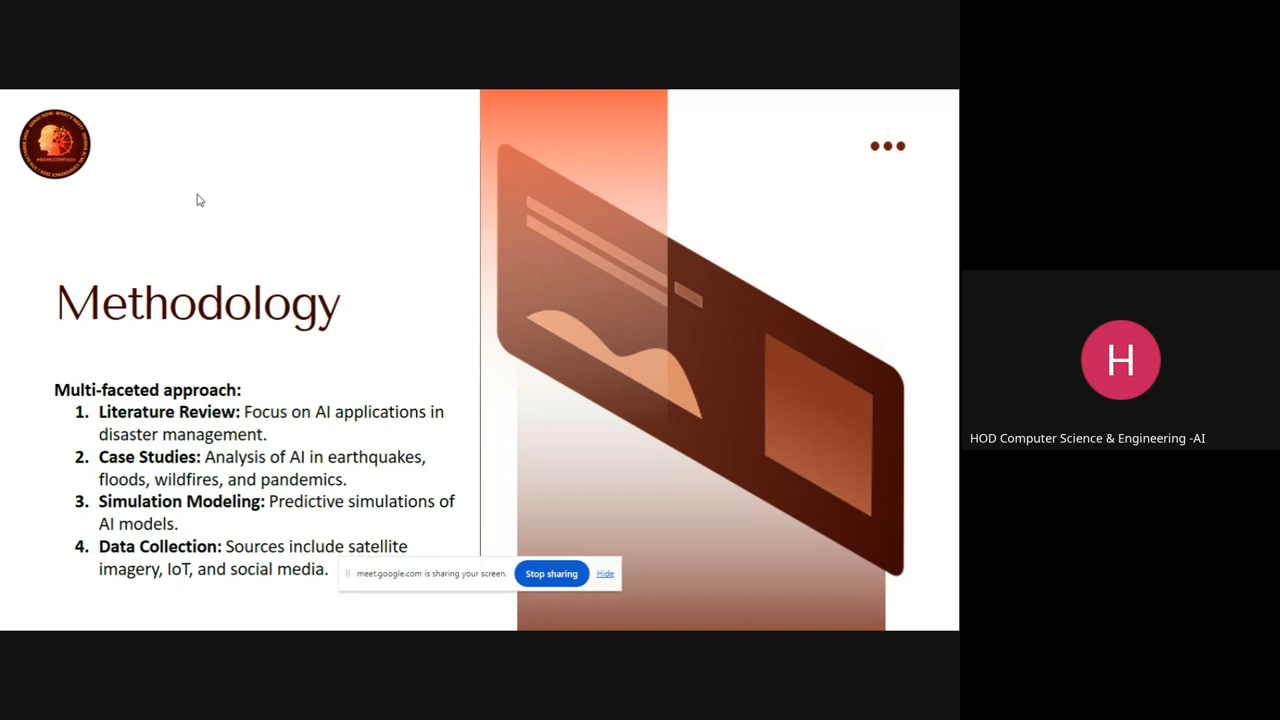 Methodology
Multi-faceted approach:
1. Literature Review: Focus on AI applications in
disaster management.
2. Case Studies: Analysis of AI in earthquakes,
floods, wildfires, and pandemics.
3. Simulation Modeling: Predictive simulations of
AI models.
4. Data Collection: Sources include satellite
imagery, IoT, and social media.
meet.google.com is sharing your screen.
Stop sharing
Hide
H
HOD Computer Science & Engineering -AI